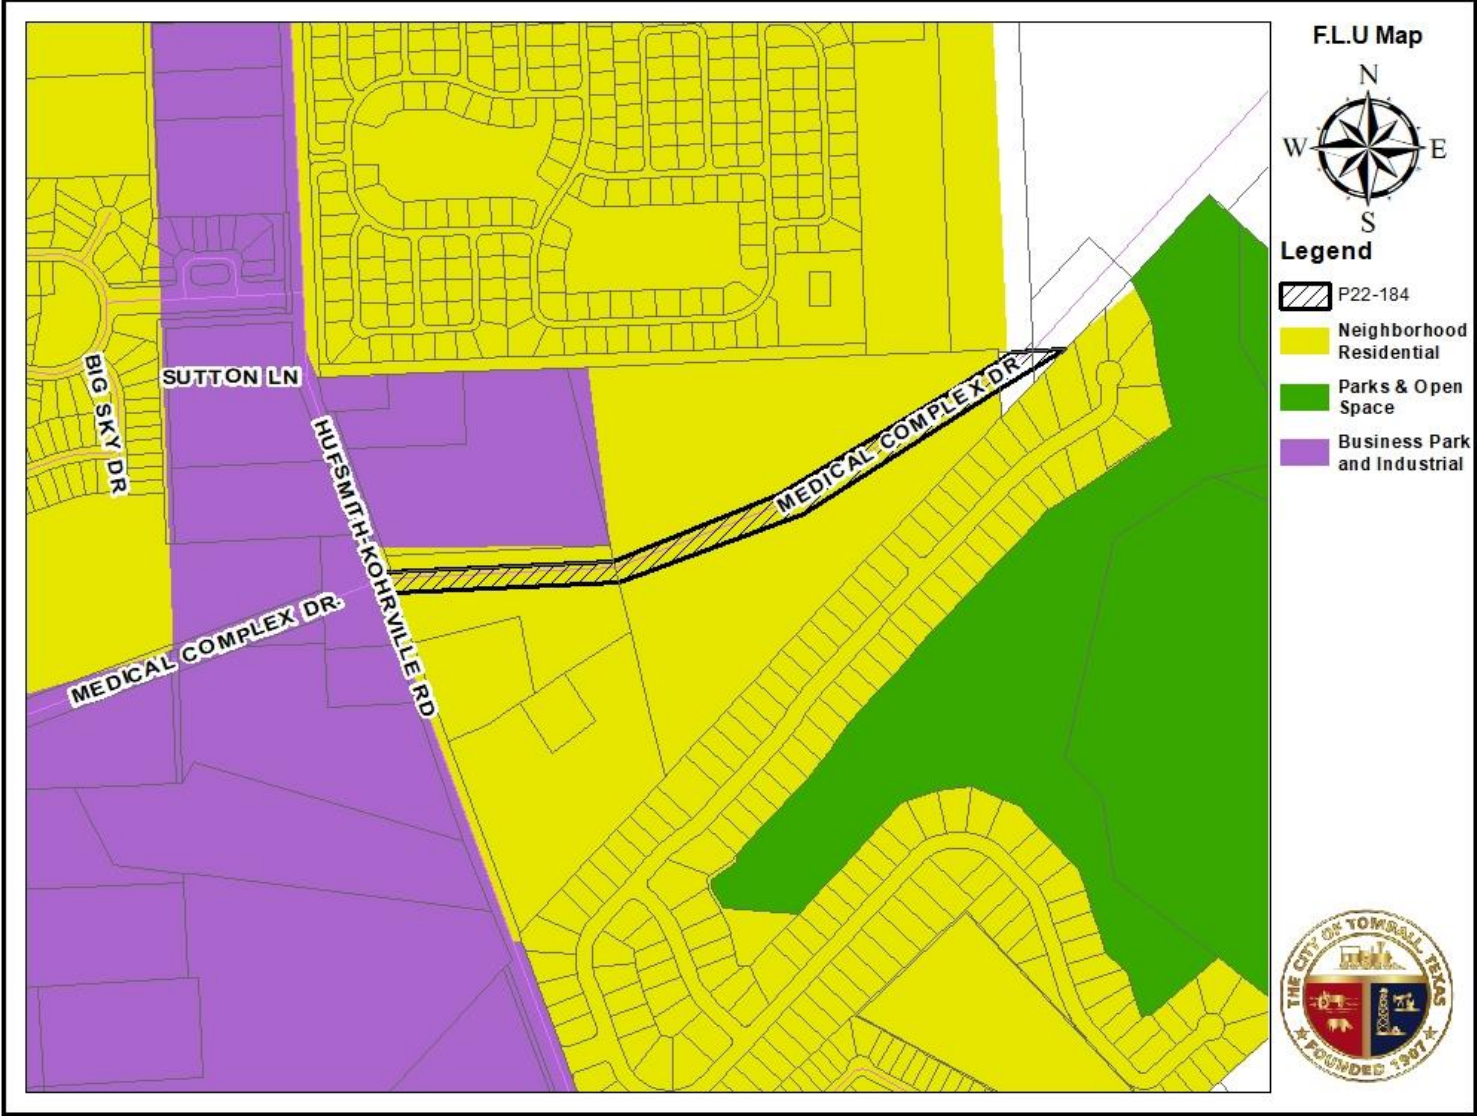 F.L.U Map
N
W
E
S
Legend
P22-184
Neighborhood
Residential
Parks & Open
Space
Business Park
and Industrial
BIG SKY DR
SUTTON LN
HUFSMITH-KOHRVILLE RD
MEDICAL COMPLEX DR
MEDICAL COMPLEX DR.
THE CITY OF TOMBALL, TEXAS
FOUNDED 1907